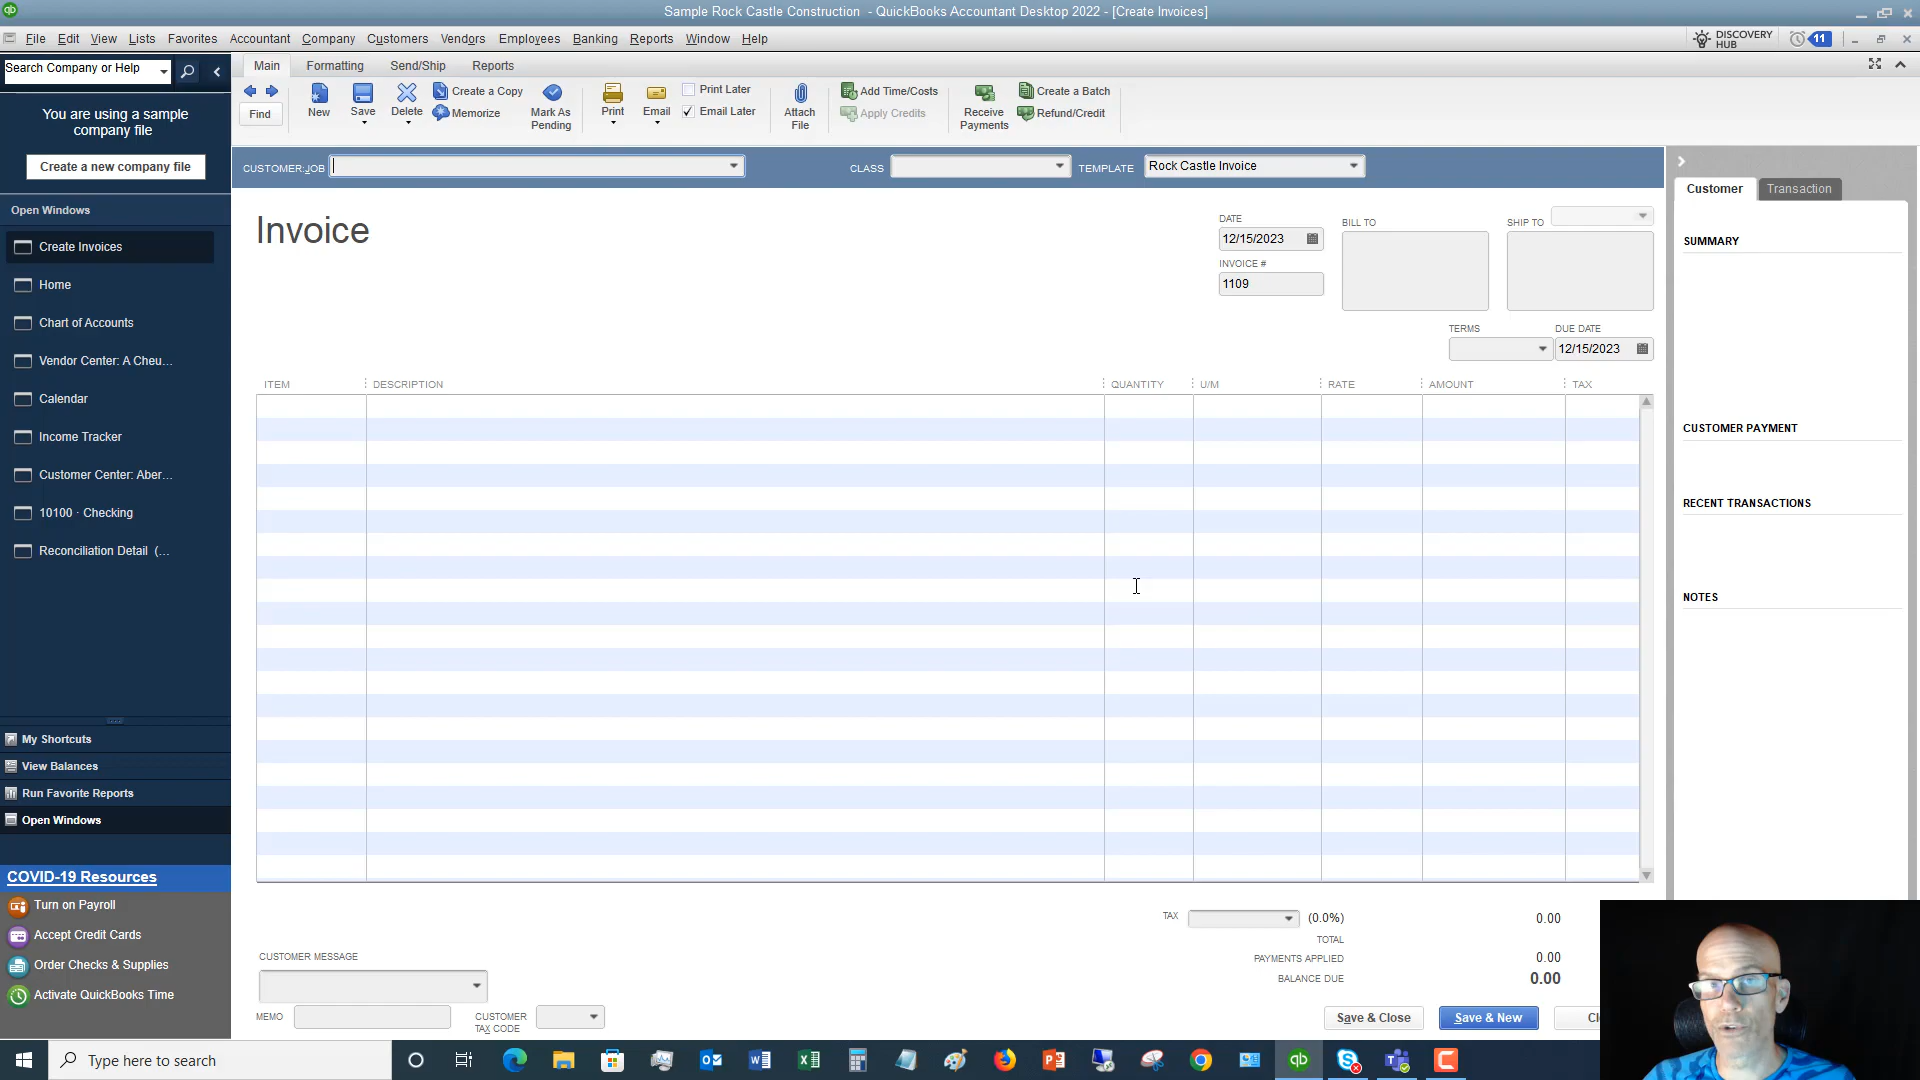 Sample Rock Castle Construction - QuickBooks Accountant Desktop 2022 - [Create Invoices]
File Edit View Lists Favorites Accountant Company Customers Vendors Employees Banking Reports Window Help
DISCOVERY HUB 11
Search Company or Help
Main Formatting Send/Ship Reports
Find
New
Save
Delete
Create a Copy
Memorize
Mark As Pending
Print
Email
Print Later
Email Later
Attach File
Add Time/Costs
Apply Credits
Receive Payments
Create a Batch
Refund/Credit
You are using a sample company file
Create a new company file
Open Windows
Create Invoices
Home
Chart of Accounts
Vendor Center: A Cheu...
Calendar
Income Tracker
Customer Center: Aber...
10100 · Checking
Reconciliation Detail (...
My Shortcuts
View Balances
Run Favorite Reports
Open Windows
COVID-19 Resources
Turn on Payroll
Accept Credit Cards
Order Checks & Supplies
Activate QuickBooks Time
CUSTOMER:JOB CLASS TEMPLATE Rock Castle Invoice
Invoice
DATE
12/15/2023
INVOICE #
1109
BILL TO
SHIP TO
TERMS
DUE DATE
12/15/2023
ITEM DESCRIPTION QUANTITY U/M RATE AMOUNT TAX
TAX (0.0%) 0.00
TOTAL
PAYMENTS APPLIED 0.00
BALANCE DUE 0.00
CUSTOMER MESSAGE
MEMO
CUSTOMER TAX CODE
Save & Close Save & New
Customer Transaction
SUMMARY
CUSTOMER PAYMENT
RECENT TRANSACTIONS
NOTES
Type here to search